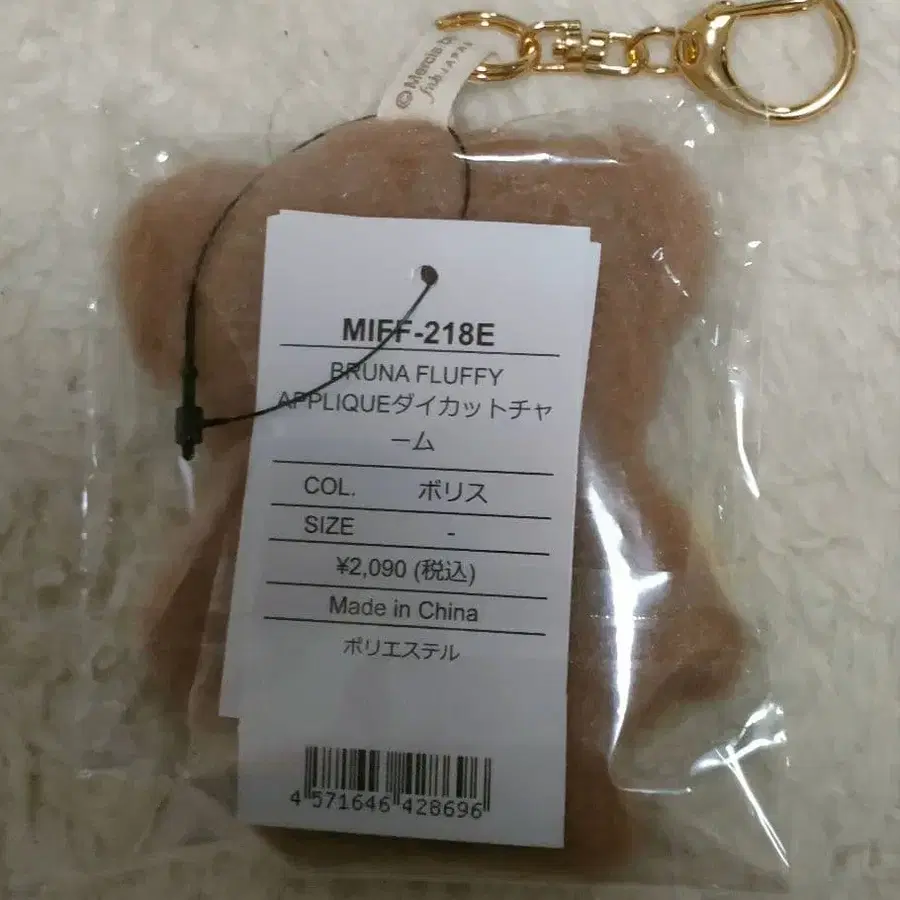 © Mercis b
JAPAN
MIFF-218E
BRUNA FLUFFY
APPLIQUEダイカットチャ
ーム
COL. ボリス
SIZE -
¥2,090 (税込)
Made in China
ポリエステル
4 571646 428696